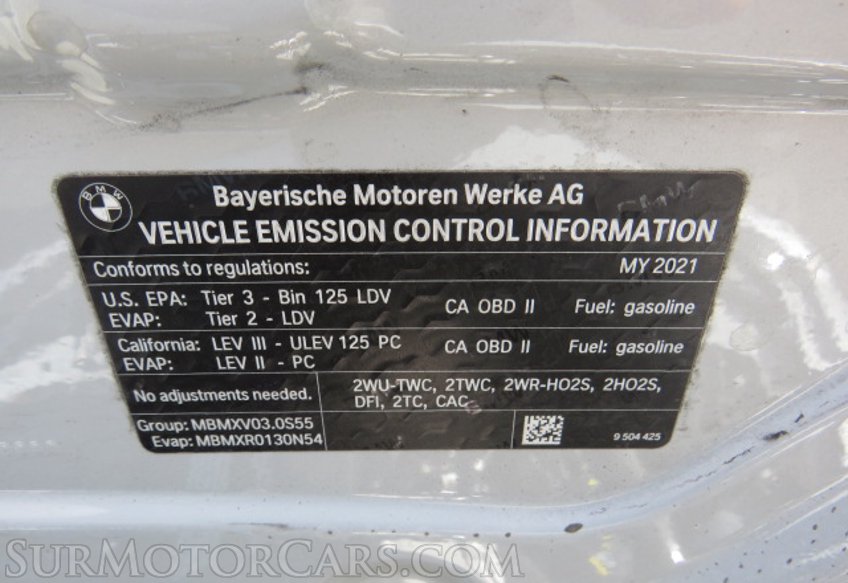 BMW
Bayerische Motoren Werke AG
VEHICLE EMISSION CONTROL INFORMATION
Conforms to regulations: MY 2021
U.S. EPA: Tier 3 - Bin 125 LDV CA OBD II Fuel: gasoline
EVAP: Tier 2 - LDV
California: LEV III - ULEV 125 PC CA OBD II Fuel: gasoline
EVAP: LEV II - PC
No adjustments needed. 2WU-TWC, 2TWC, 2WR-HO2S, 2HO2S,
DFI, 2TC, CAC
Group: MBMXV03.0S55
Evap: MBMXR0130N54
9 504 425
SurMotorCars.com